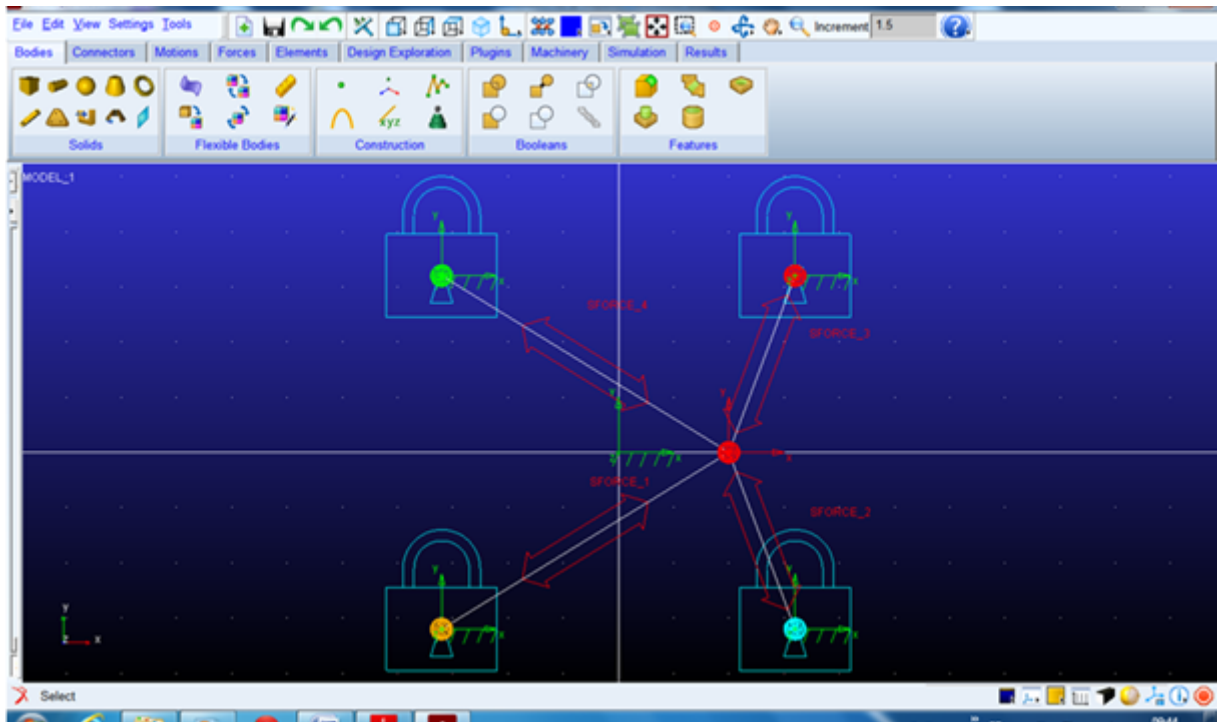 File Edit View Settings Tools Increment 1.5 ?
Bodies Connectors Motions Forces Elements Design Exploration Plugins Machinery Simulation Results
xyz
Solids Flexible Bodies Construction Booleans Features
MODEL_1
y y
x x
SFORCE_4
SFORCE_3
y y
x x
SFORCE_1
SFORCE_2
y y
x x
y
z x
Select